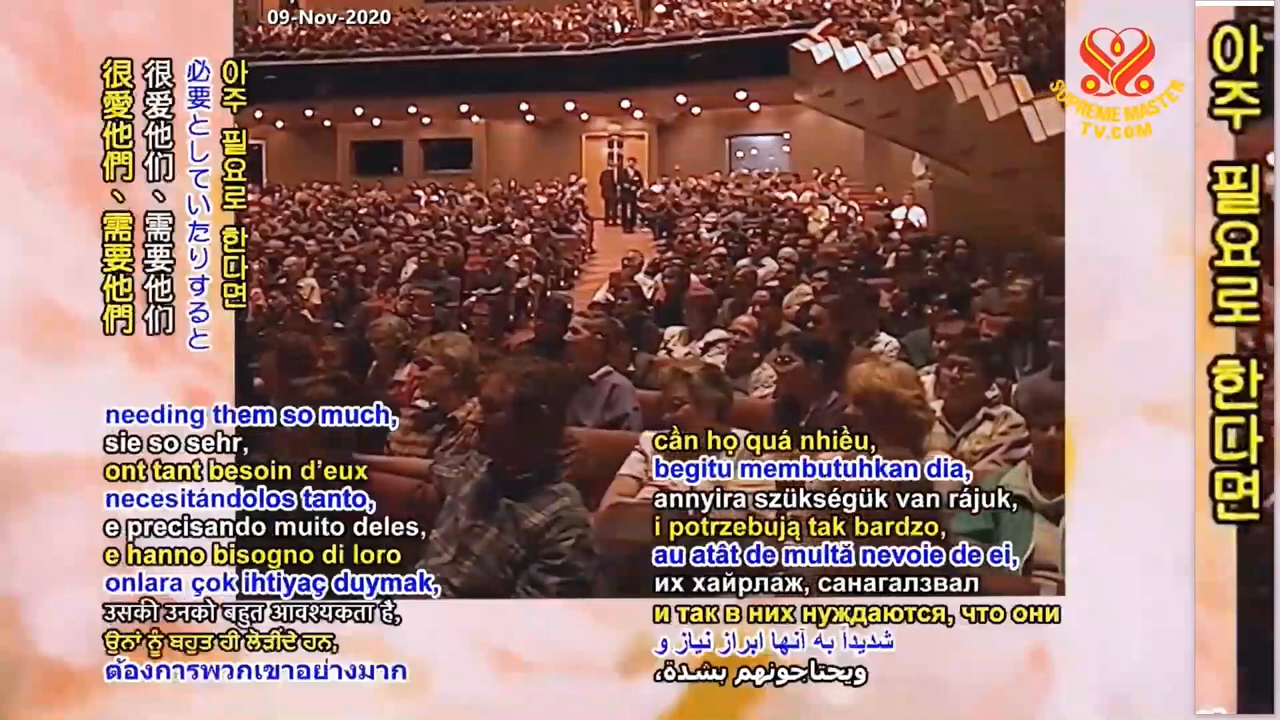 09-Nov-2020
SUPREME MASTER
TV.COM
아주 필요로 한다면
必要としていたりすると
很爱他们、需要他们
很愛他們、需要他們
needing them so much,
sie so sehr,
ont tant besoin d'eux
necesitándolos tanto,
e precisando muito deles,
e hanno bisogno di loro
onlara çok ihtiyaç duymak,
उसकी उनको बहुत आवश्यकता है,
ਉਨਾਂ ਨੂੰ ਬਹੁਤ ਹੀ ਲੋੜੀਂਦੇ ਹਨ,
ต้องการพวกเขาอย่างมาก
cần họ quá nhiều,
begitu membutuhkan dia,
annyira szükségük van rájuk,
i potrzebują tak bardzo,
au atât de multă nevoie de ei,
их хайрлаж, санагалзвал
и так в них нуждаются, что они
شدیداً به آنها ابراز نیاز و
ويحتاجونهم بشدة،
아주 필요로 한다면